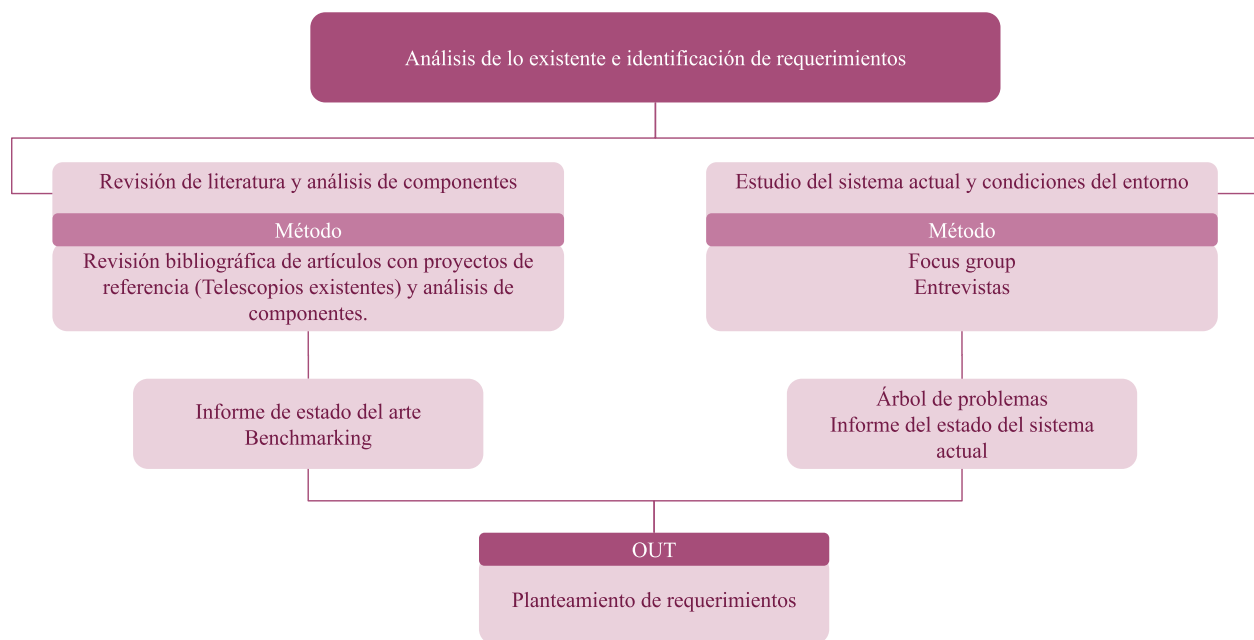 Análisis de lo existente e identificación de requerimientos
Revisión de literatura y análisis de componentes
Método
Revisión bibliográfica de artículos con proyectos de
referencia (Telescopios existentes) y análisis de
componentes.
Estudio del sistema actual y condiciones del entorno
Método
Focus group
Entrevistas
Informe de estado del arte
Benchmarking
Árbol de problemas
Informe del estado del sistema
actual
OUT
Planteamiento de requerimientos